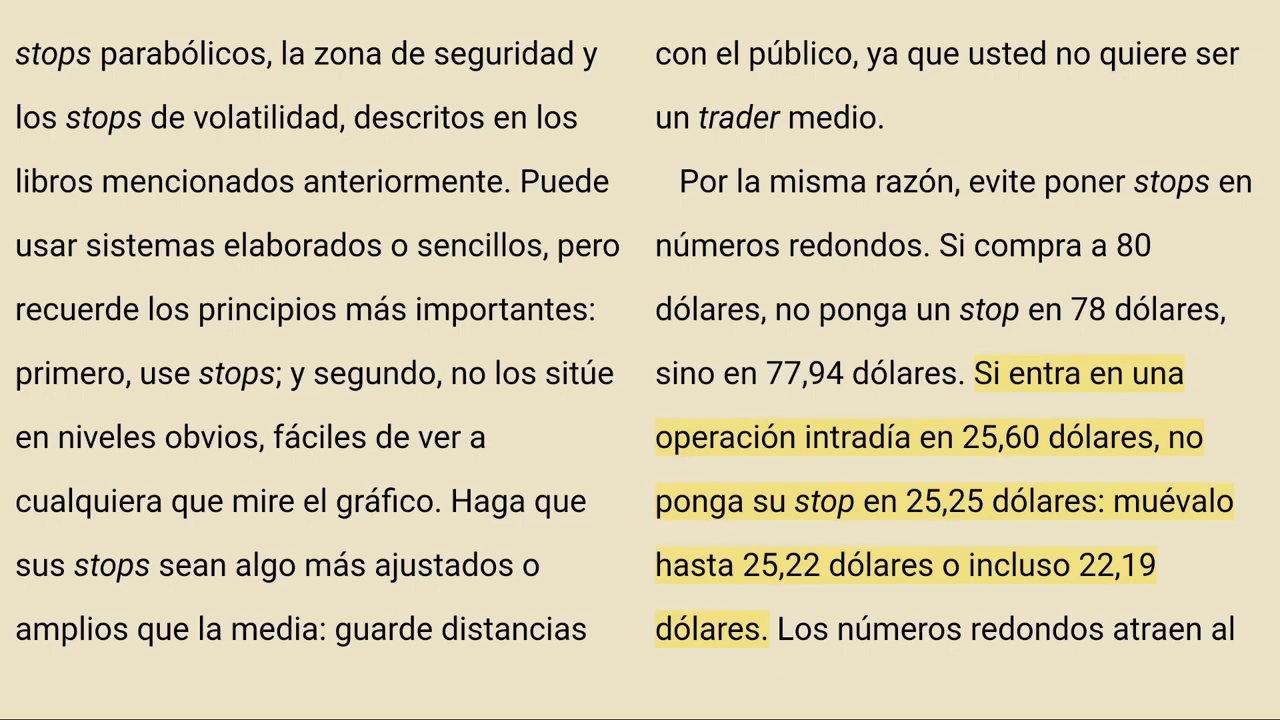 stops parabólicos, la zona de seguridad y
los stops de volatilidad, descritos en los
libros mencionados anteriormente. Puede
usar sistemas elaborados o sencillos, pero
recuerde los principios más importantes:
primero, use stops; y segundo, no los sitúe
en niveles obvios, fáciles de ver a
cualquiera que mire el gráfico. Haga que
sus stops sean algo más ajustados o
amplios que la media: guarde distancias
con el público, ya que usted no quiere ser
un trader medio.
Por la misma razón, evite poner stops en
números redondos. Si compra a 80
dólares, no ponga un stop en 78 dólares,
sino en 77,94 dólares. Si entra en una
operación intradía en 25,60 dólares, no
ponga su stop en 25,25 dólares: muévalo
hasta 25,22 dólares o incluso 22,19
dólares. Los números redondos atraen al